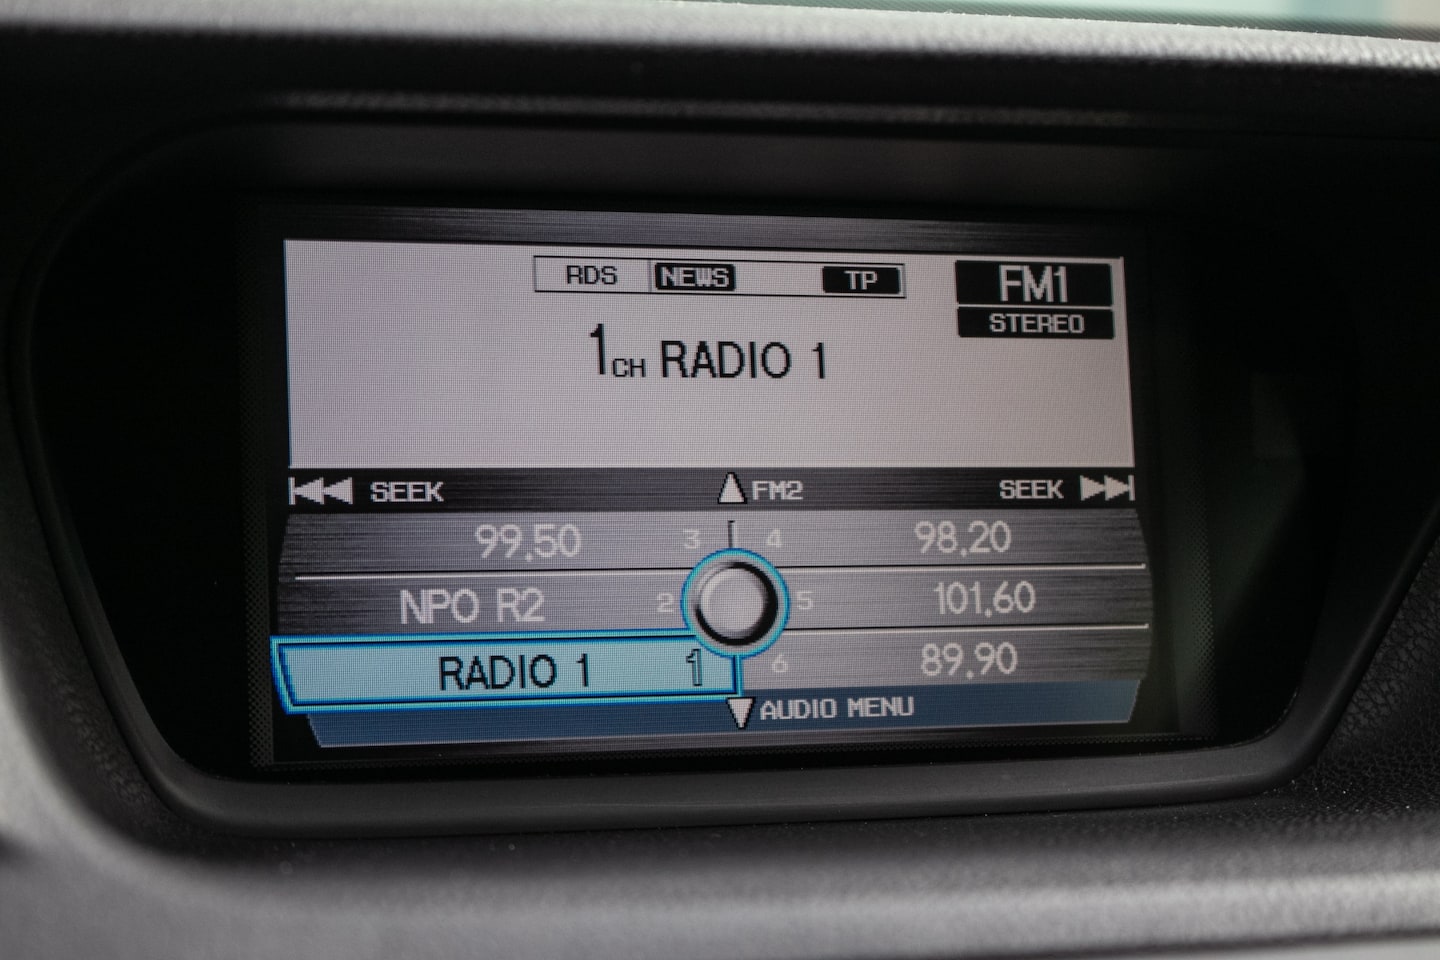 RDS NEWS TP FM1
STEREO
1CH RADIO 1
SEEK FM2 SEEK
99.50 3 4 98.20
NPO R2 2 5 101.60
RADIO 1 1 6 89.90
AUDIO MENU